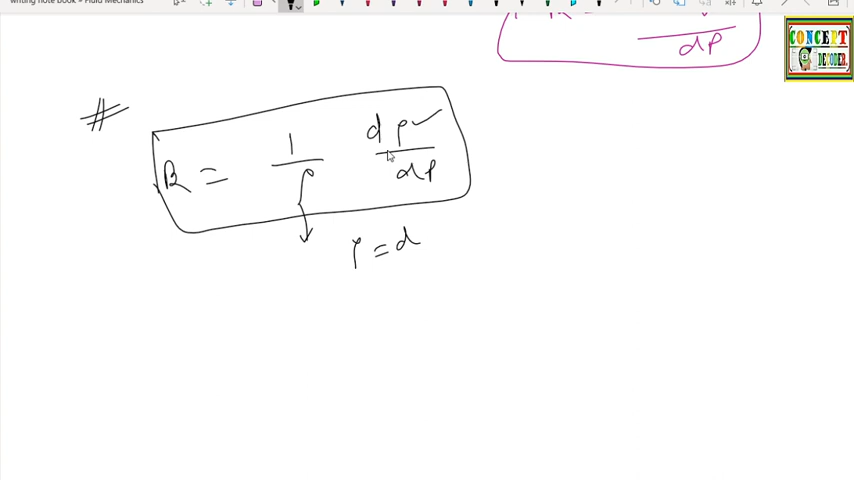 writing note book » Fluid Mechanics
dP
CONCEPT
DECODER.
#
B = 1/ρ dρ/dP
ρ = d